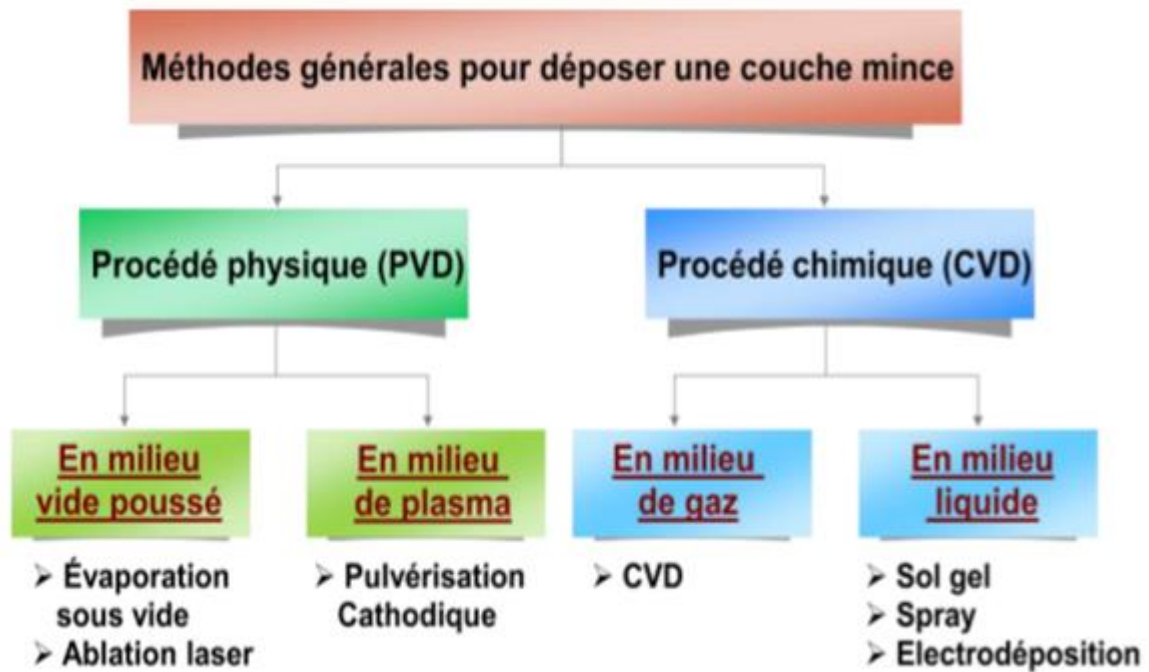 Méthodes générales pour déposer une couche mince
Procédé physique (PVD)
Procédé chimique (CVD)
En milieu
vide poussé
En milieu
de plasma
En milieu
de gaz
En milieu
liquide
➢ Évaporation
sous vide
➢ Ablation laser
➢ Pulvérisation
Cathodique
➢ CVD
➢ Sol gel
➢ Spray
➢ Electrodéposition